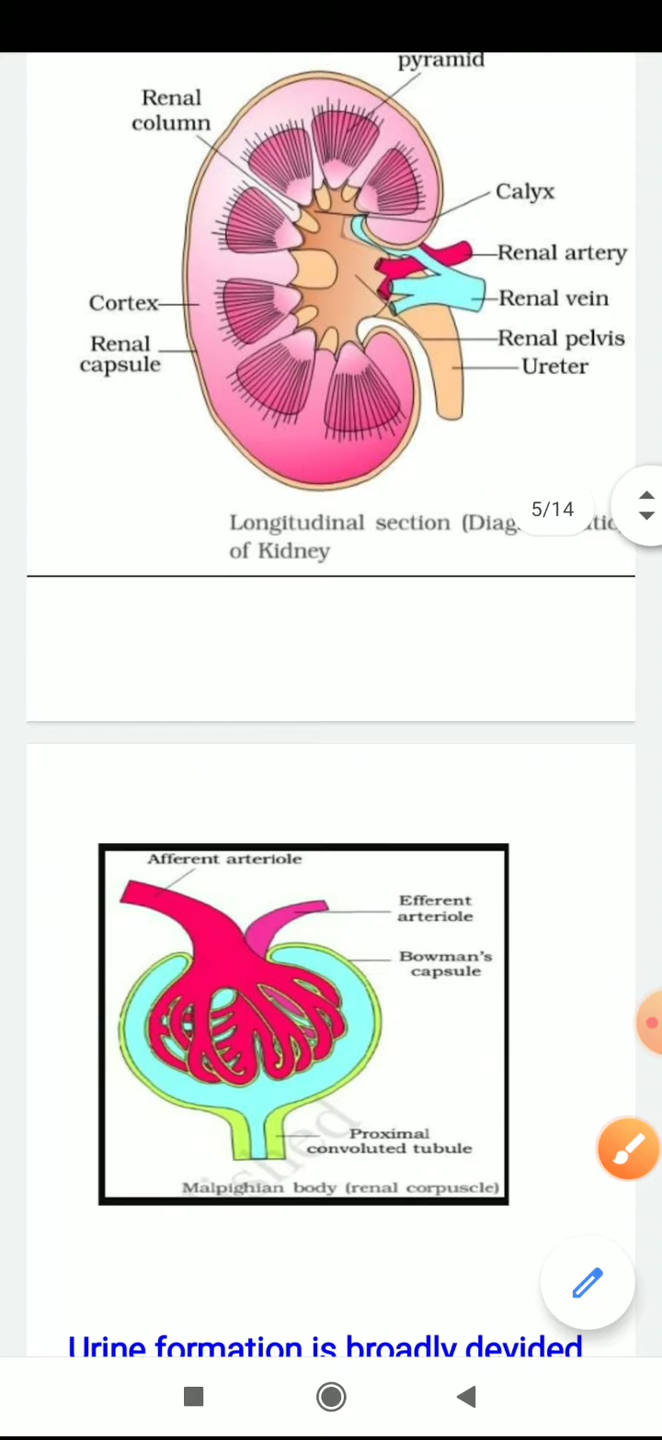 pyramid
Renal
column
Calyx
Renal artery
Cortex
Renal vein
Renal
capsule
Renal pelvis
Ureter
5/14
Longitudinal section
of Kidney
Afferent arteriole
Efferent
arteriole
Bowman's
capsule
Proximal
convoluted tubule
Malpighian body (renal corpuscle)
Urine formation is broadly devided